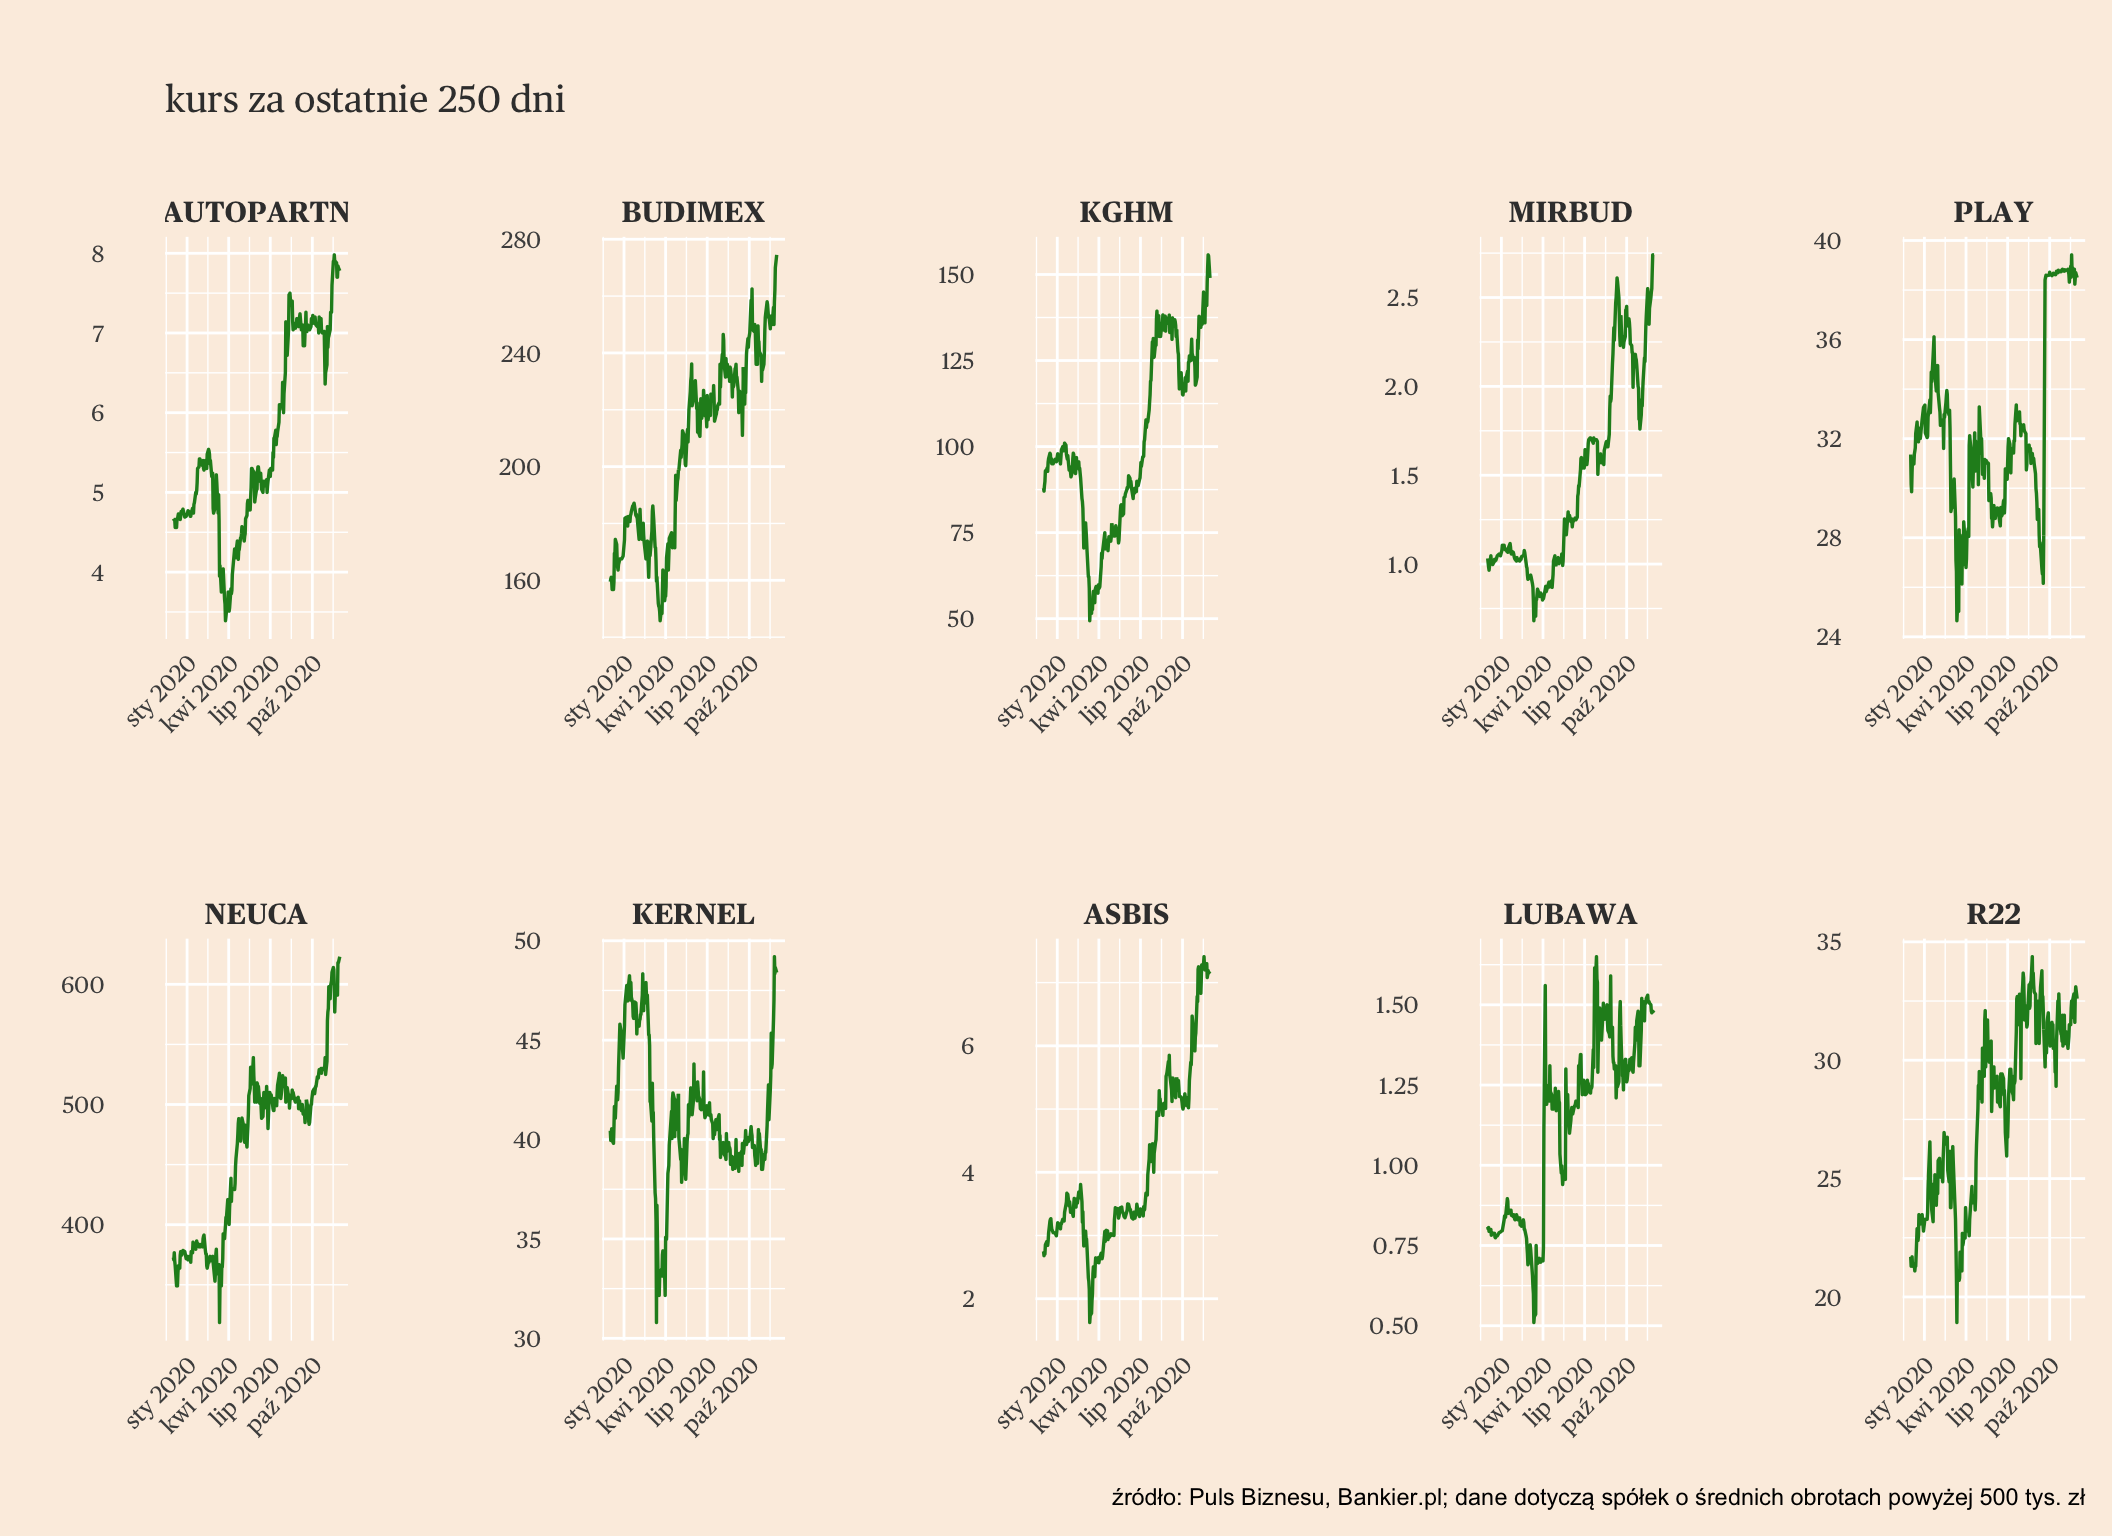 kurs za ostatnie 250 dni
AUTOPARTN
8
7
6
5
4
sty 2020
kwi 2020
lip 2020
paź 2020
BUDIMEX
280
240
200
160
sty 2020
kwi 2020
lip 2020
paź 2020
KGHM
150
125
100
75
50
sty 2020
kwi 2020
lip 2020
paź 2020
MIRBUD
2.5
2.0
1.5
1.0
sty 2020
kwi 2020
lip 2020
paź 2020
PLAY
40
36
32
28
24
sty 2020
kwi 2020
lip 2020
paź 2020
NEUCA
600
500
400
sty 2020
kwi 2020
lip 2020
paź 2020
KERNEL
50
45
40
35
30
sty 2020
kwi 2020
lip 2020
paź 2020
ASBIS
6
4
2
sty 2020
kwi 2020
lip 2020
paź 2020
LUBAWA
1.50
1.25
1.00
0.75
0.50
sty 2020
kwi 2020
lip 2020
paź 2020
R22
35
30
25
20
sty 2020
kwi 2020
lip 2020
paź 2020
źródło: Puls Biznesu, Bankier.pl; dane dotyczą spółek o średnich obrotach powyżej 500 tys. zł